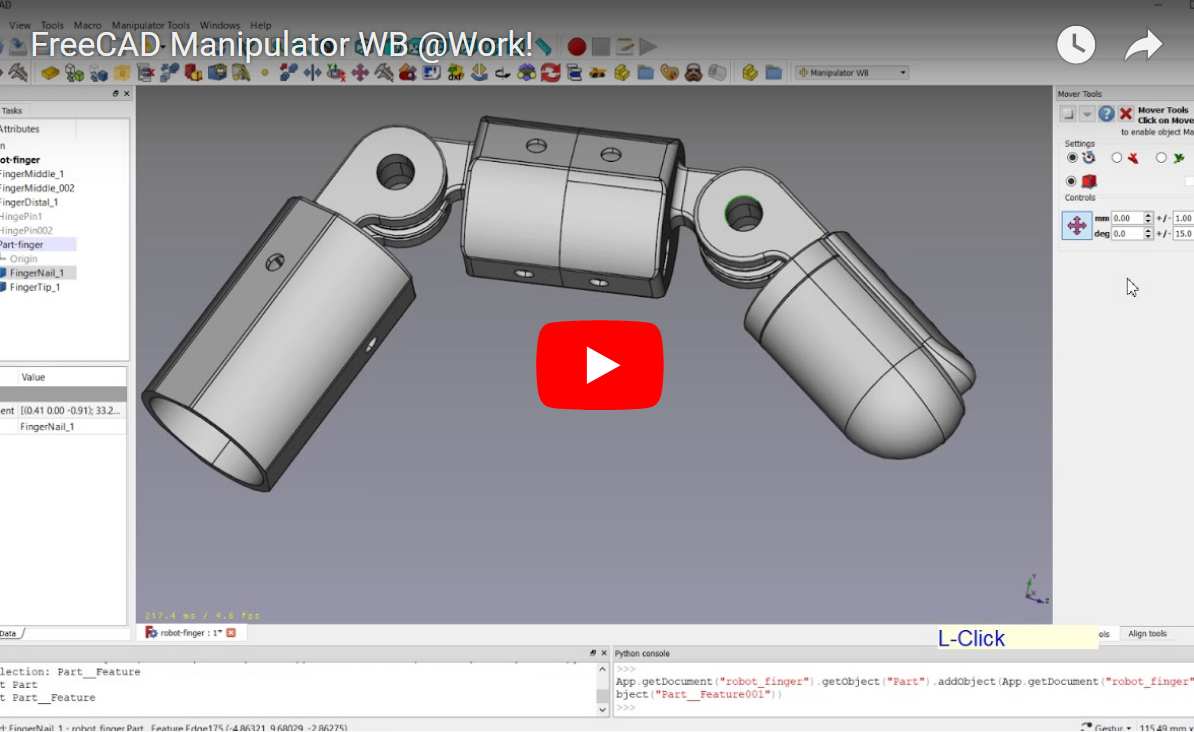 AD
View Tools Macro Manipulator Tools Windows Help
FreeCAD Manipulator WB @Work!
Manipulator WB
Tasks
Attributes
n
ot-finger
FingerMiddle_1
FingerMiddle_002
FingerDistal_1
HingePin1
HingePin002
Part-finger
Origin
FingerNail_1
FingerTip_1
Value
ent [(0.41 0.00 -0.91); 33.2...
FingerNail_1
Data
Mover Tools
Mover Tools
Click on Move
to enable object Ma
Settings
Controls
mm 0.00 +/- 1.00
deg 0.0 +/- 15.0
Y
X
Z
217.4 ms / 4.6 fps
robot-finger : 1*
L-Click
ols Align tools
lection: Part__Feature
t Part
t Part__Feature
Python console
>>>
App.getDocument("robot_finger").getObject("Part").addObject(App.getDocument("robot_finger"
bject("Part__Feature001"))
>>>
d: FingerNail_1 - robot_finger.Part__Feature.Edge175 (-4.86321, 9.68029, -2.86275)
Gestur. 115.49 mm x